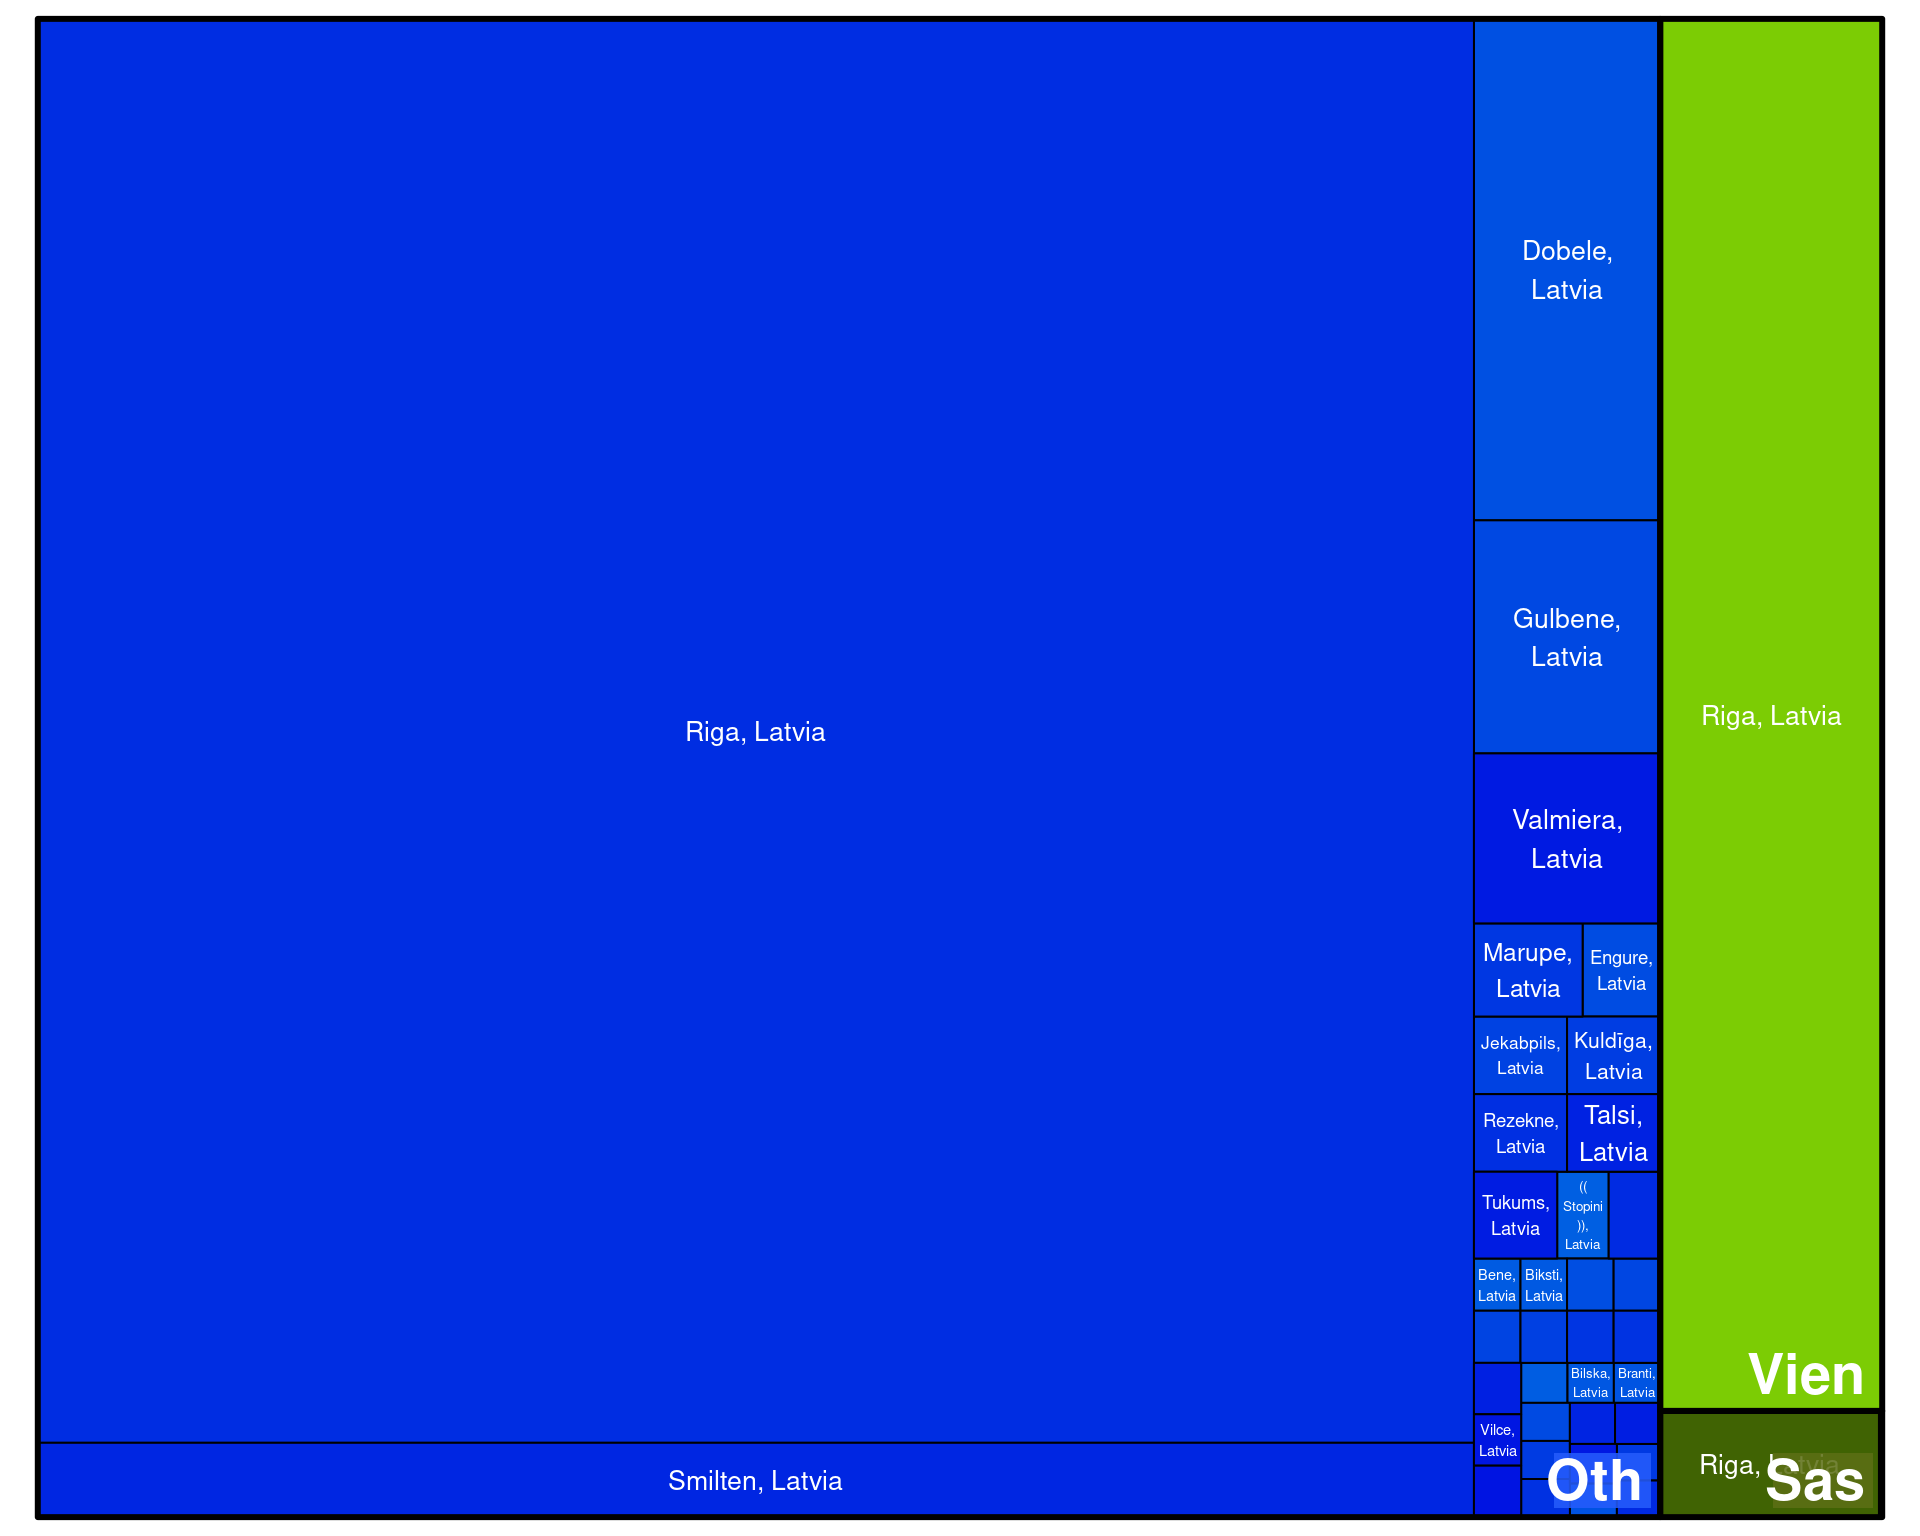 Riga, Latvia
Smilten, Latvia
Dobele,
Latvia
Gulbene,
Latvia
Valmiera,
Latvia
Marupe,
Latvia
Engure,
Latvia
Jekabpils,
Latvia
Kuldīga,
Latvia
Rezekne,
Latvia
Talsi,
Latvia
Tukums,
Latvia
((
Stopini
)),
Latvia
Bene,
Latvia
Biksti,
Latvia
Bilska,
Latvia
Branti,
Latvia
Vilce,
Latvia
Oth
Riga, Latvia
Vien
Riga, Latvia
Sas